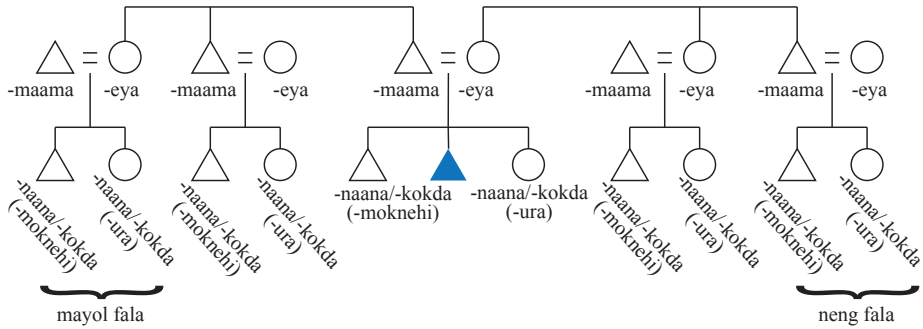 -maama
-eya
-maama
-eya
-maama
-eya
-maama
-eya
-maama
-eya
-naana/-kokda
(-moknehi)
-naana/-kokda
(-ura)
-naana/-kokda
(-moknehi)
-naana/-kokda
(-ura)
-naana/-kokda
(-moknehi)
-naana/-kokda
(-ura)
-naana/-kokda
(-moknehi)
-naana/-kokda
(-ura)
-naana/-kokda
(-moknehi)
-naana/-kokda
(-ura)
mayol fala
neng fala